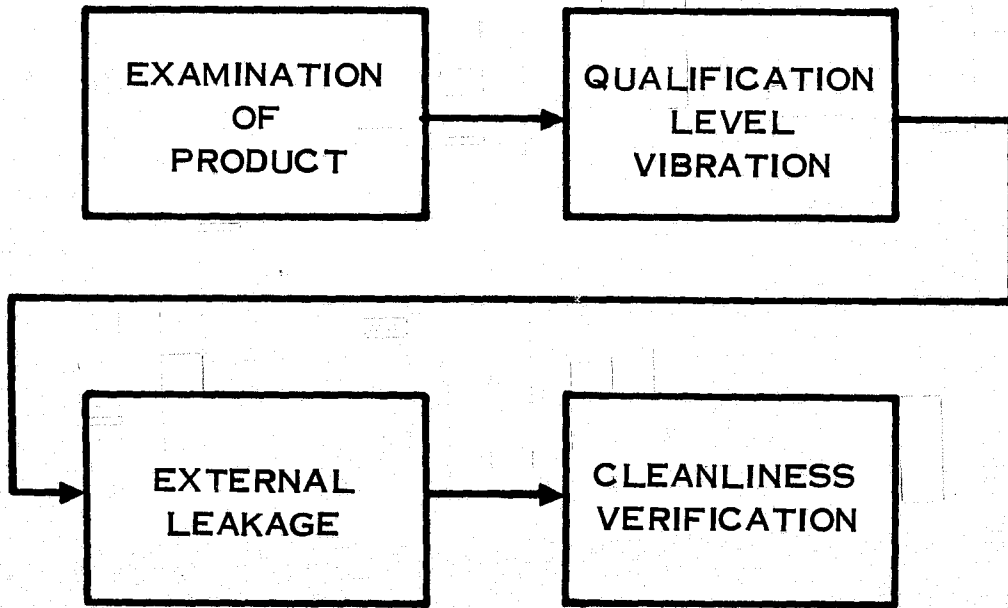 EXAMINATION
OF
PRODUCT
QUALIFICATION
LEVEL
VIBRATION
EXTERNAL
LEAKAGE
CLEANLINESS
VERIFICATION